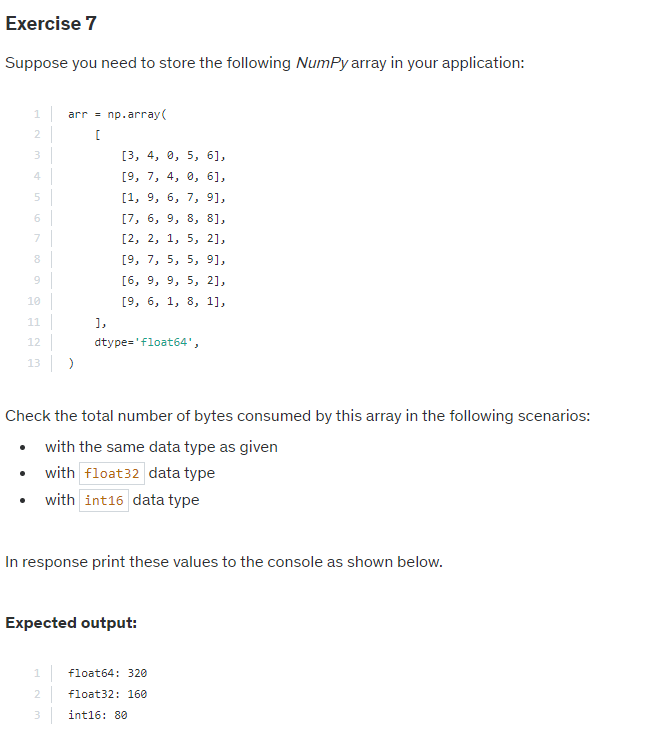 Exercise 7
Suppose you need to store the following NumPy array in your application:
1 arr = np.array(
2 [
3 [3, 4, 0, 5, 6],
4 [9, 7, 4, 0, 6],
5 [1, 9, 6, 7, 9],
6 [7, 6, 9, 8, 8],
7 [2, 2, 1, 5, 2],
8 [9, 7, 5, 5, 9],
9 [6, 9, 9, 5, 2],
10 [9, 6, 1, 8, 1],
11 ],
12 dtype='float64',
13 )
Check the total number of bytes consumed by this array in the following scenarios:
• with the same data type as given
• with float32 data type
• with int16 data type
In response print these values to the console as shown below.
Expected output:
1 float64: 320
2 float32: 160
3 int16: 80